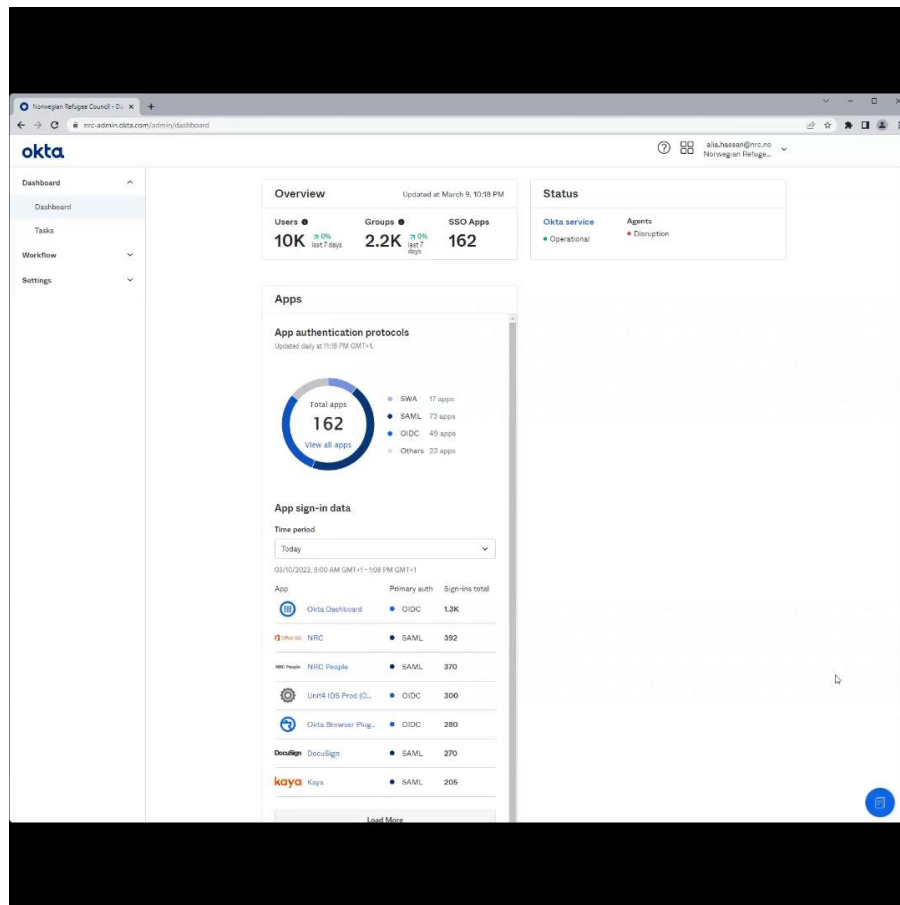 Norwegian Refugee Council - Da
nrc-admin.okta.com/admin/dashboard
okta
alia.hassan@nrc.no
Norwegian Refuge...
Dashboard
Dashboard
Tasks
Workflow
Settings
Overview
Updated at March 9, 10:18 PM
Users
Groups
SSO Apps
10K 0% last 7 days
2.2K 0% last 7 days
162
Status
Okta service
Agents
Operational
Disruption
Apps
App authentication protocols
Updated daily at 11:18 PM GMT+1.
Total apps
162
View all apps
SWA 17 apps
SAML 73 apps
OIDC 49 apps
Others 23 apps
App sign-in data
Time period
Today
03/10/2023, 9:00 AM GMT+1 - 1:08 PM GMT+1
App Primary auth Sign-ins total
Okta Dashboard OIDC 1.3K
Office 365 NRC SAML 392
NRC People NRC People SAML 370
Unit4 IDS Prod (O... OIDC 300
Okta Browser Plug... OIDC 280
DocuSign DocuSign SAML 270
kaya Kaya SAML 205
Load More